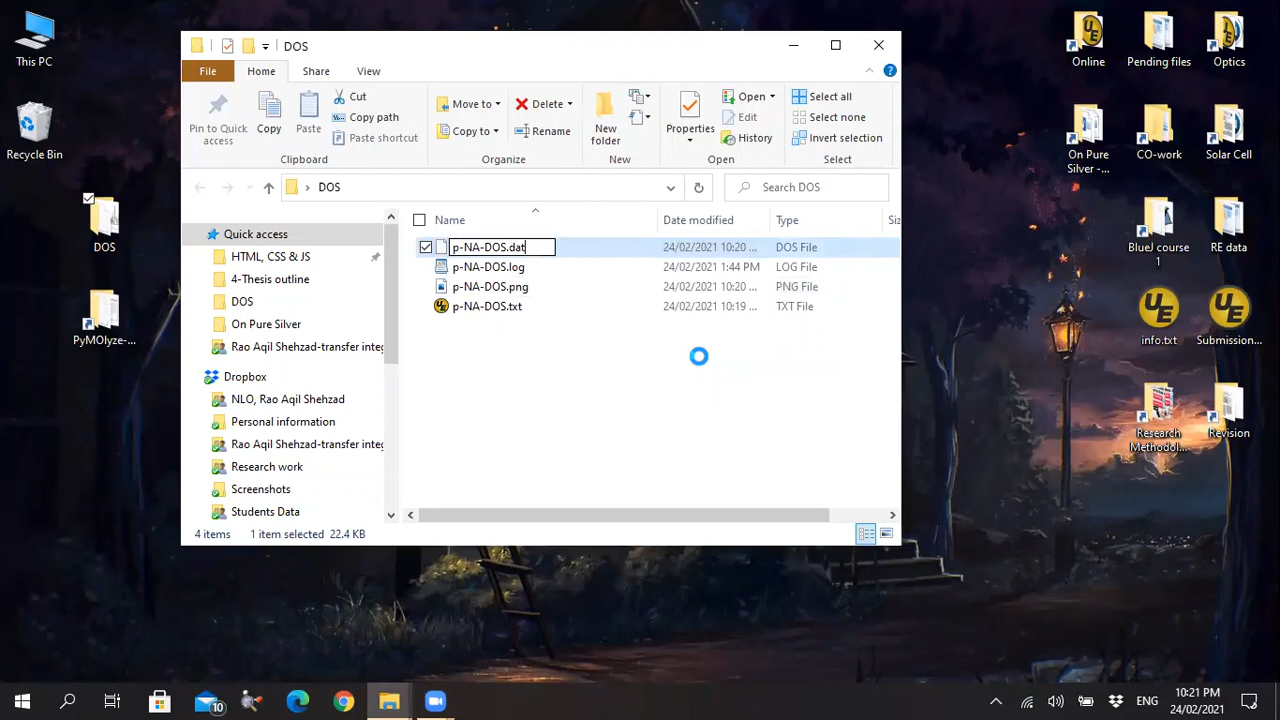 This PC
Recycle Bin
DOS
PyMOlyze-...
DOS
File
Home
Share
View
Pin to Quick
access
Copy
Paste
Cut
Copy path
Paste shortcut
Clipboard
Move to
Copy to
Delete
Rename
Organize
New
folder
New
Properties
Open
Edit
History
Open
Select all
Select none
Invert selection
Select
DOS
Search DOS
Quick access
HTML, CSS & JS
4-Thesis outline
DOS
On Pure Silver
Rao Aqil Shehzad-transfer integ
Dropbox
NLO, Rao Aqil Shehzad
Personal information
Rao Aqil Shehzad-transfer integ
Research work
Screenshots
Students Data
Name
Date modified
Type
Siz
p-NA-DOS.dat
24/02/2021 10:20 ...
DOS File
p-NA-DOS.log
24/02/2021 1:44 PM
LOG File
p-NA-DOS.png
24/02/2021 10:20 ...
PNG File
p-NA-DOS.txt
24/02/2021 10:19 ...
TXT File
4 items
1 item selected 22.4 KB
Online
Pending files
Optics
On Pure
Silver -...
CO-work
Solar Cell
BlueJ course
1
Current
RE data
info.txt
Submission...
Research
Methodol...
Revision
10
ENG
10:21 PM
24/02/2021